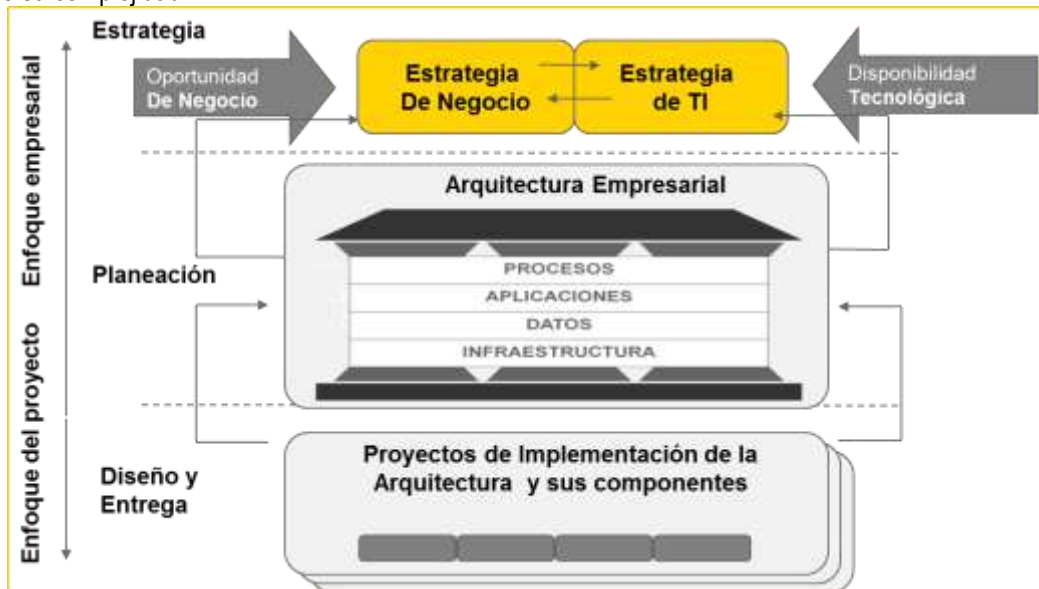 Estrategia
Oportunidad
De Negocio
Estrategia
De Negocio
Estrategia
de TI
Disponibilidad
Tecnológica
Enfoque empresarial
Arquitectura Empresarial
Planeación
PROCESOS
APLICACIONES
DATOS
INFRAESTRUCTURA
Enfoque del proyecto
Diseño y
Entrega
Proyectos de Implementación de la
Arquitectura y sus componentes